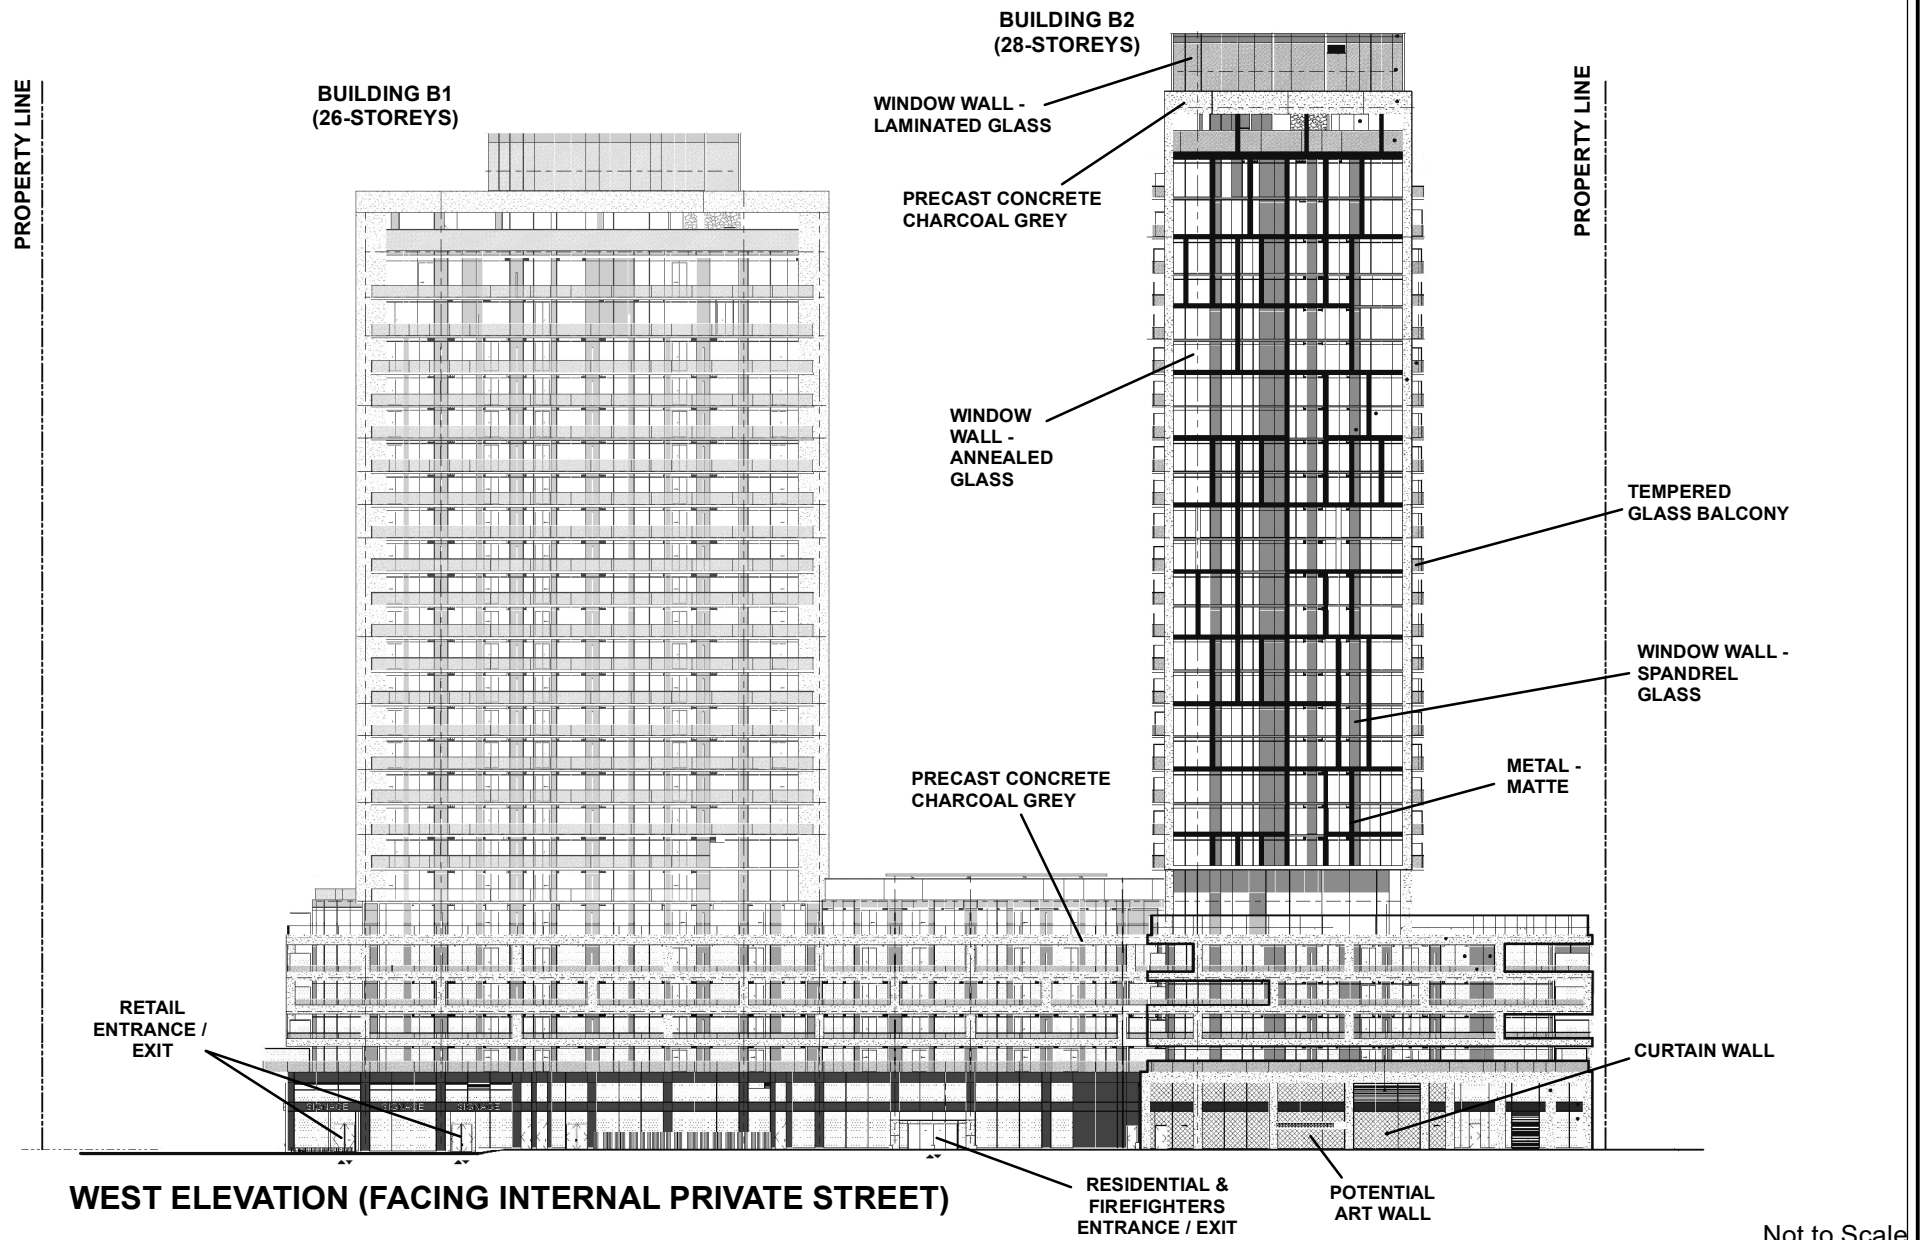 BUILDING B2
(28-STOREYS)
PROPERTY LINE
BUILDING B1
(26-STOREYS)
WINDOW WALL -
LAMINATED GLASS
PROPERTY LINE
PRECAST CONCRETE
CHARCOAL GREY
WINDOW
WALL -
ANNEALED
GLASS
TEMPERED
GLASS BALCONY
WINDOW WALL -
SPANDREL
GLASS
METAL -
MATTE
PRECAST CONCRETE
CHARCOAL GREY
RETAIL
ENTRANCE /
EXIT
CURTAIN WALL
SIGNAGE SIGNAGE SIGNAGE
WEST ELEVATION (FACING INTERNAL PRIVATE STREET)
RESIDENTIAL &
FIREFIGHTERS
ENTRANCE / EXIT
POTENTIAL
ART WALL
Not to Scale